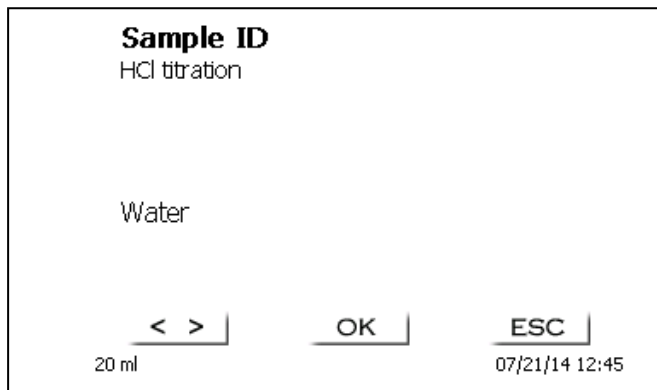 Sample ID
HCl titration
Water
< > OK ESC
20 ml 07/21/14 12:45